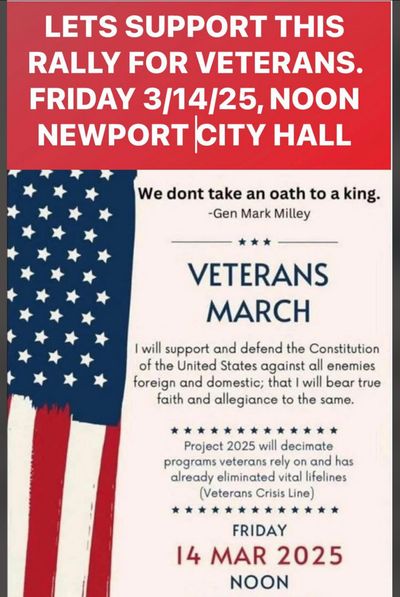 LETS SUPPORT THIS
RALLY FOR VETERANS.
FRIDAY 3/14/25, NOON
NEWPORT CITY HALL
We dont take an oath to a king.
-Gen Mark Milley
VETERANS
MARCH
I will support and defend the Constitution
of the United States against all enemies
foreign and domestic; that I will bear true
faith and allegiance to the same.
Project 2025 will decimate
programs veterans rely on and has
already eliminated vital lifelines
(Veterans Crisis Line)
FRIDAY
14 MAR 2025
NOON